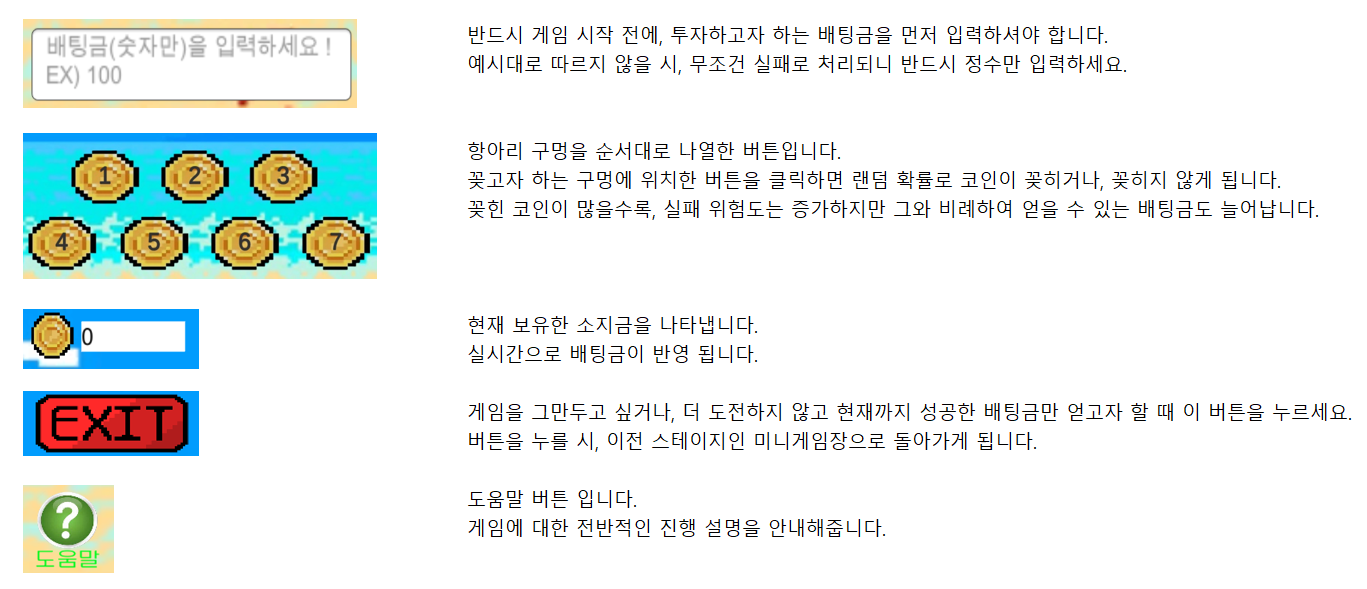 배팅금(숫자만)을 입력하세요 !
EX) 100
반드시 게임 시작 전에, 투자하고자 하는 배팅금을 먼저 입력하셔야 합니다.
예시대로 따르지 않을 시, 무조건 실패로 처리되니 반드시 정수만 입력하세요.
1 2 3
4 5 6 7
항아리 구멍을 순서대로 나열한 버튼입니다.
꽂고자 하는 구멍에 위치한 버튼을 클릭하면 랜덤 확률로 코인이 꽂히거나, 꽂히지 않게 됩니다.
꽂힌 코인이 많을수록, 실패 위험도는 증가하지만 그와 비례하여 얻을 수 있는 배팅금도 늘어납니다.
0
현재 보유한 소지금을 나타냅니다.
실시간으로 배팅금이 반영 됩니다.
EXIT
게임을 그만두고 싶거나, 더 도전하지 않고 현재까지 성공한 배팅금만 얻고자 할 때 이 버튼을 누르세요.
버튼을 누를 시, 이전 스테이지인 미니게임장으로 돌아가게 됩니다.
?
도움말
도움말 버튼 입니다.
게임에 대한 전반적인 진행 설명을 안내해줍니다.